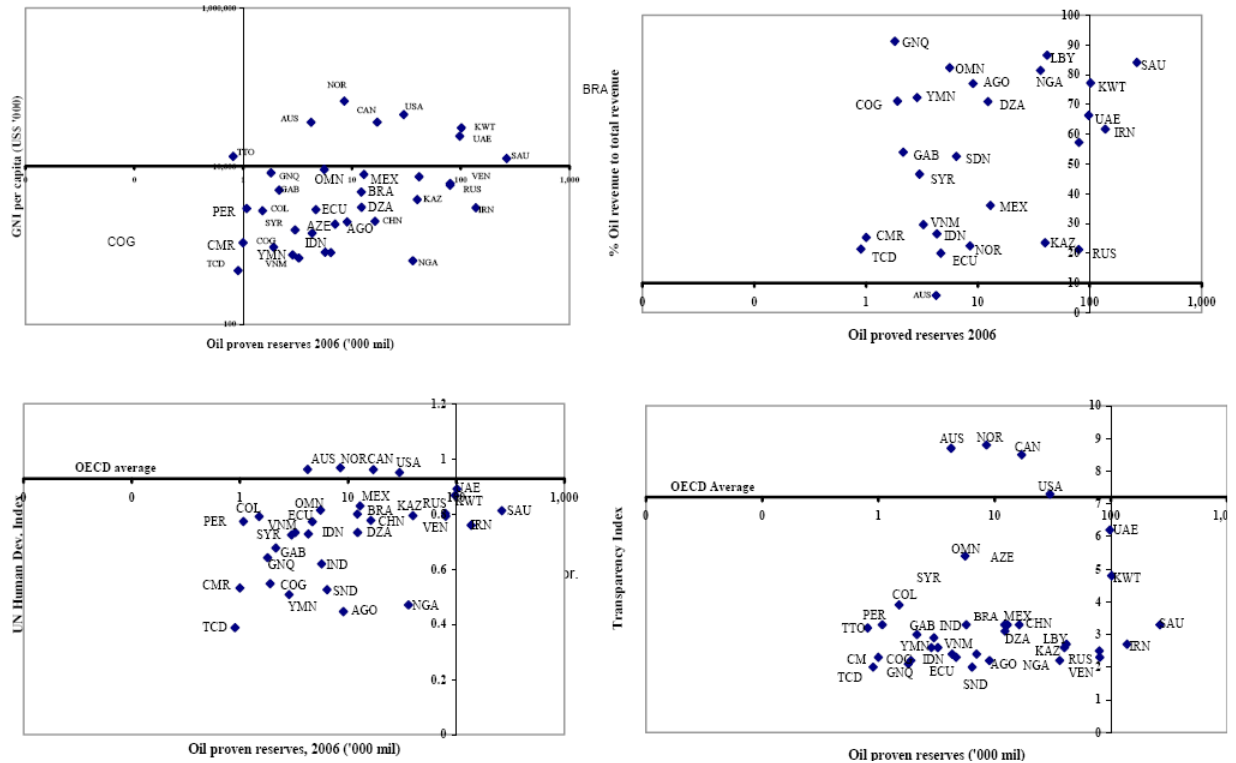 1,000,000
GNI per capita (US$ '000)
NOR
CAN
USA
AUS
KWT
UAE
TTO
SAU
10,000
0
0
1
10
100
1,000
GNQ
OMN
MEX
VEN
GAB
BRA
RUS
KAZ
PER
COL
ECU
DZA
IRN
SYR
AZE
AGO
CHN
CMR
COG
IDN
YMN
VNM
TCD
NGA
COG
100
Oil proven reserves 2006 ('000 mil)
BRA
% Oil revenue to total revenue
100
90
80
70
60
50
40
30
20
10
0
GNQ
LBY
OMN
SAU
NGA
AGO
KWT
COG
YMN
DZA
UAE
IRN
GAB
SDN
SYR
MEX
VNM
CMR
IDN
KAZ
TCD
ECU
NOR
RUS
AUS
0
0
1
10
100
1,000
Oil proved reserves 2006
UN Human Dev. Index
1.2
OECD average
AUS
NOR
CAN
USA
0
0
1
10
100
1,000
UAE
KWT
MEX
OMN
COL
BRA
KAZ
RUS
SAU
PER
ECU
VNM
CHN
VEN
IRN
SYR
IDN
DZA
GAB
GNQ
IND
CMR
COG
SND
YMN
AGO
NGA
TCD
0.6
0.4
0.2
0
Oil proven reserves, 2006 ('000 mil)
or.
Transparency Index
10
9
8
7
6
5
4
3
2
1
0
AUS
NOR
CAN
USA
OECD Average
0
0
1
10
100
UAE
OMN
AZE
SYR
KWT
COL
PER
TTO
GAB
IND
BRA
MEX
CHN
SAU
YMN
VNM
DZA
LBY
KAZ
IRN
CM
COG
IDN
TCD
GNQ
ECU
AGO
NGA
RUS
SND
VEN
Oil proven reserves ('000 mil)